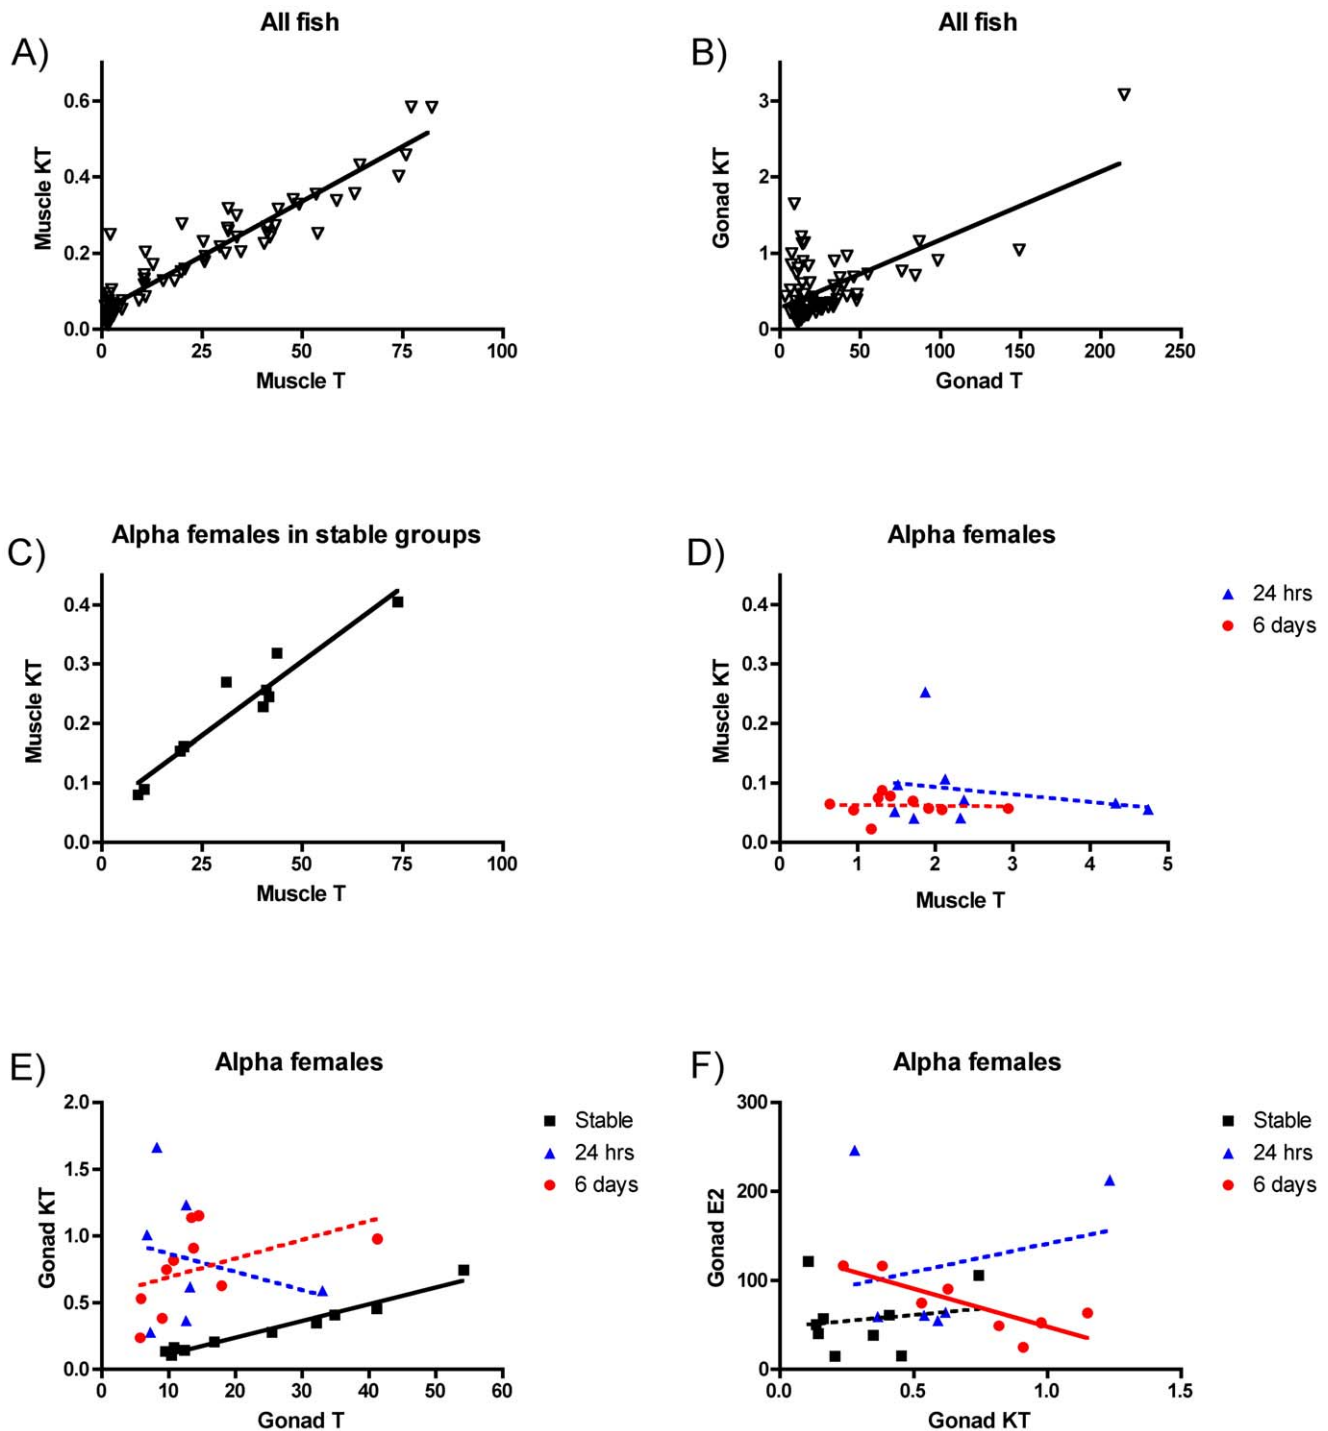 All fish
A)
Muscle KT
0.6
0.4
0.2
0.0
0 25 50 75 100
Muscle T
All fish
B)
Gonad KT
3
2
1
0
0 50 100 150 200 250
Gonad T
Alpha females in stable groups
C)
Muscle KT
0.4
0.3
0.2
0.1
0.0
0 25 50 75 100
Muscle T
Alpha females
D)
Muscle KT
0.4
0.3
0.2
0.1
0.0
0 1 2 3 4 5
Muscle T
24 hrs
6 days
Alpha females
E)
Gonad KT
2.0
1.5
1.0
0.5
0.0
0 10 20 30 40 50 60
Gonad T
Stable
24 hrs
6 days
Alpha females
F)
Gonad E2
300
200
100
0
0.0 0.5 1.0 1.5
Gonad KT
Stable
24 hrs
6 days